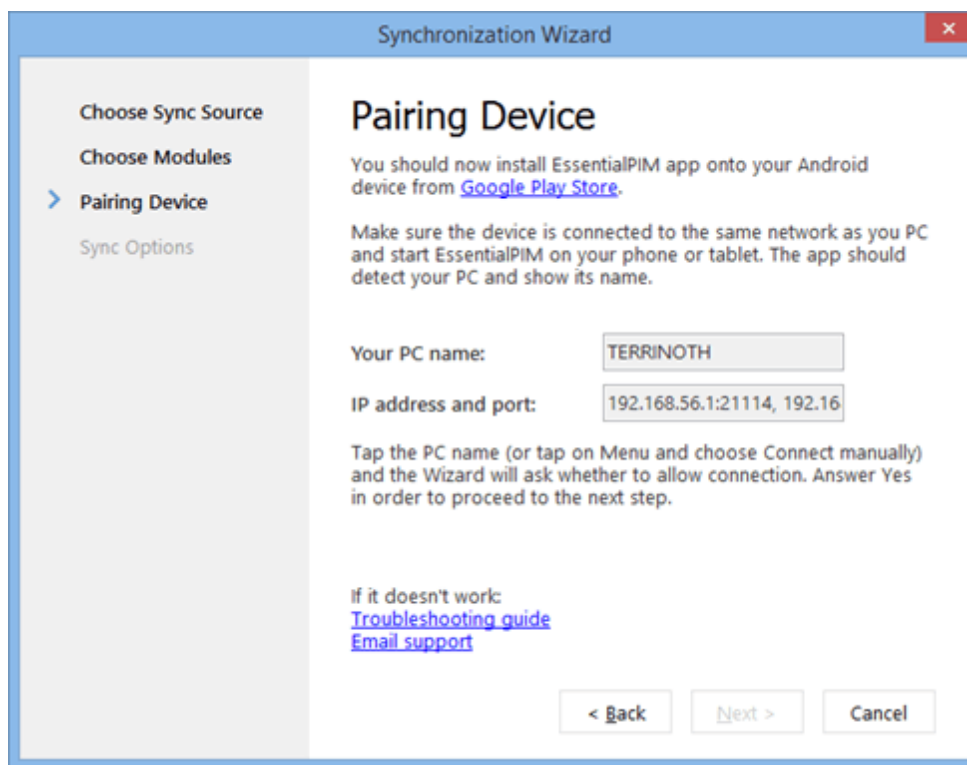 Synchronization Wizard
Choose Sync Source
Choose Modules
Pairing Device
Sync Options
Pairing Device
You should now install EssentialPIM app onto your Android
device from Google Play Store.
Make sure the device is connected to the same network as you PC
and start EssentialPIM on your phone or tablet. The app should
detect your PC and show its name.
Your PC name: TERRINOTH
IP address and port: 192.168.56.1:21114, 192.16
Tap the PC name (or tap on Menu and choose Connect manually)
and the Wizard will ask whether to allow connection. Answer Yes
in order to proceed to the next step.
If it doesn't work:
Troubleshooting guide
Email support
< Back Next > Cancel